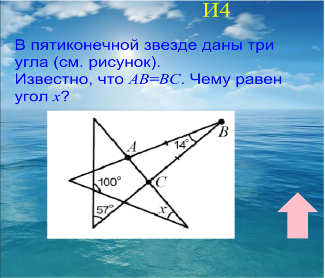 И4
В пятиконечной звезде даны три
угла (см. рисунок).
Известно, что AB=BC. Чему равен
угол x?
A
B
14°
C
100°
57°
x